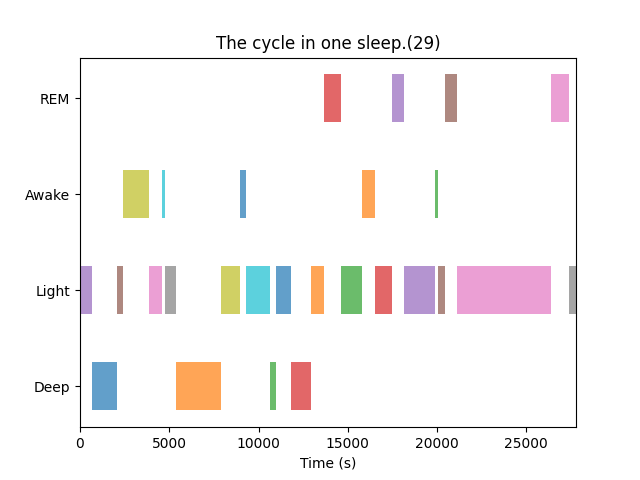 The cycle in one sleep.(29)
REM
Awake
Light
Deep
0 5000 10000 15000 20000 25000
Time (s)